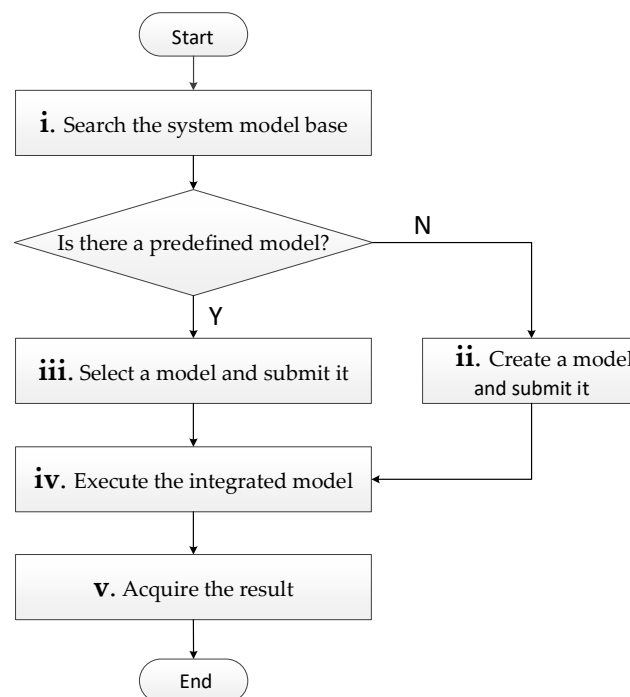 Start
i. Search the system model base
Is there a predefined model?
N
Y
iii. Select a model and submit it
ii. Create a model
and submit it
iv. Execute the integrated model
v. Acquire the result
End